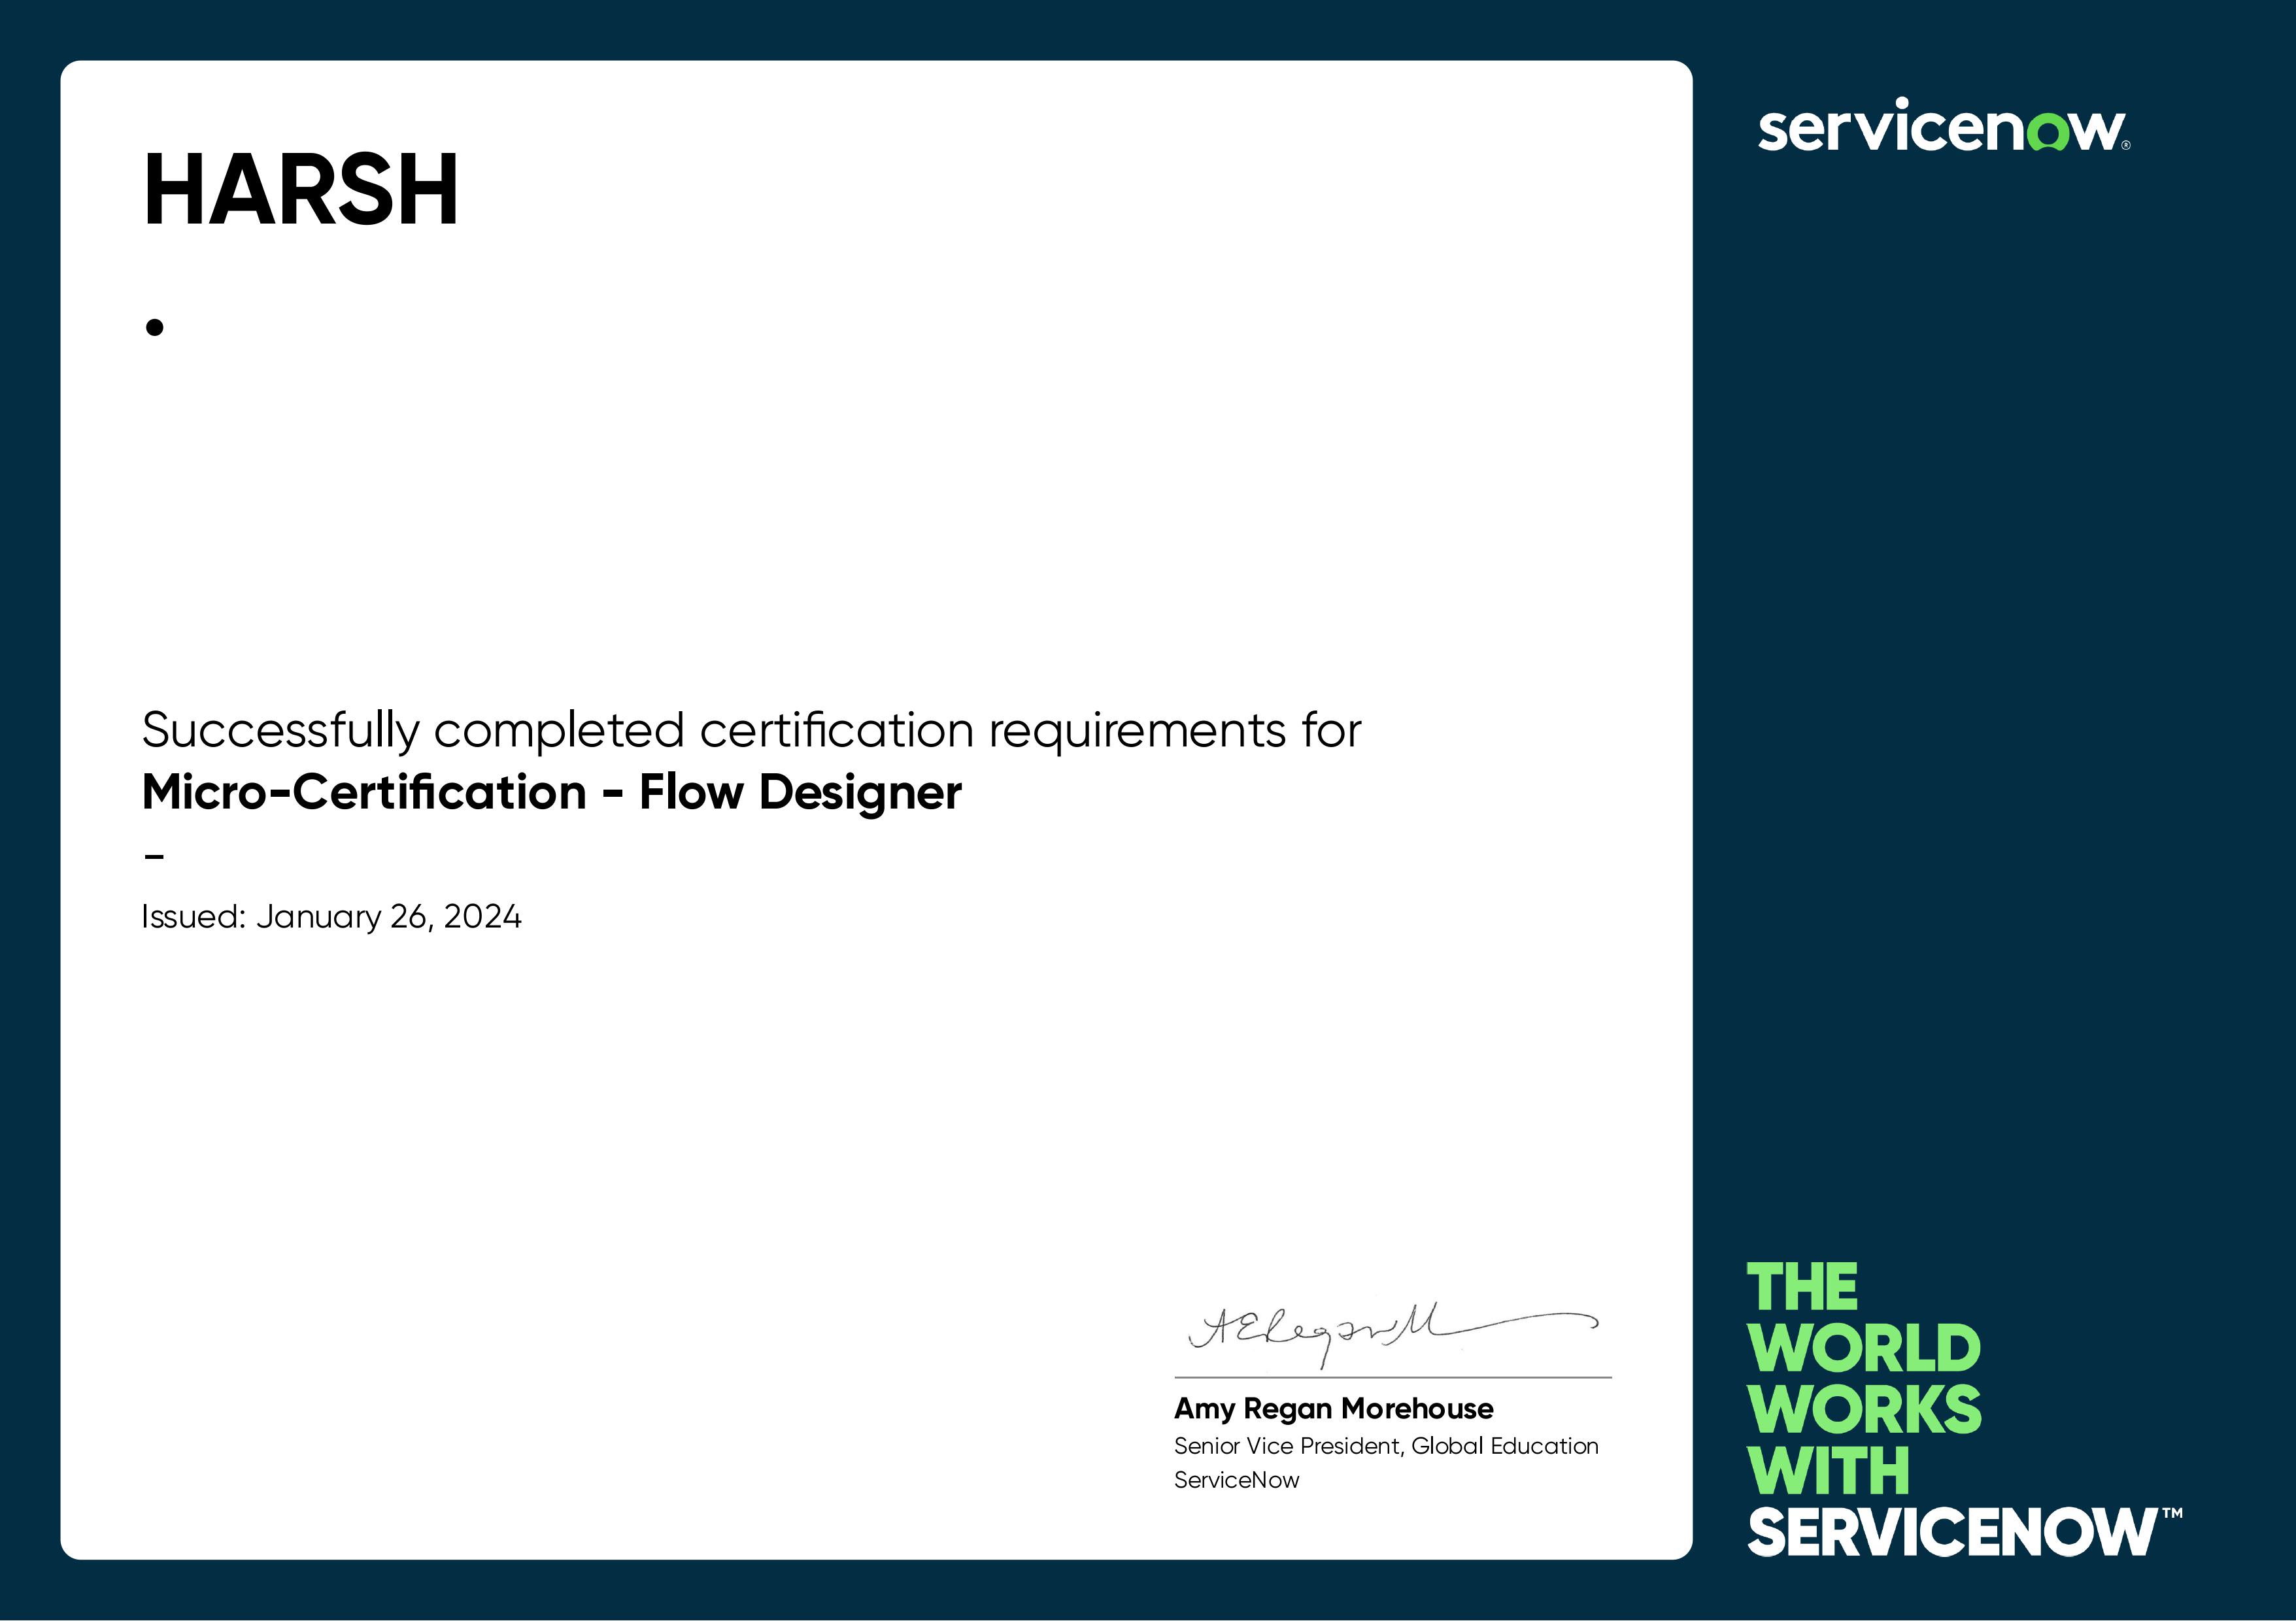 HARSH
•
Successfully completed certification requirements for
Micro-Certification - Flow Designer
-
Issued: January 26, 2024
Amy Regan Morehouse
Senior Vice President, Global Education
ServiceNow
servicenow®
THE
WORLD
WORKS
WITH
SERVICENOW™